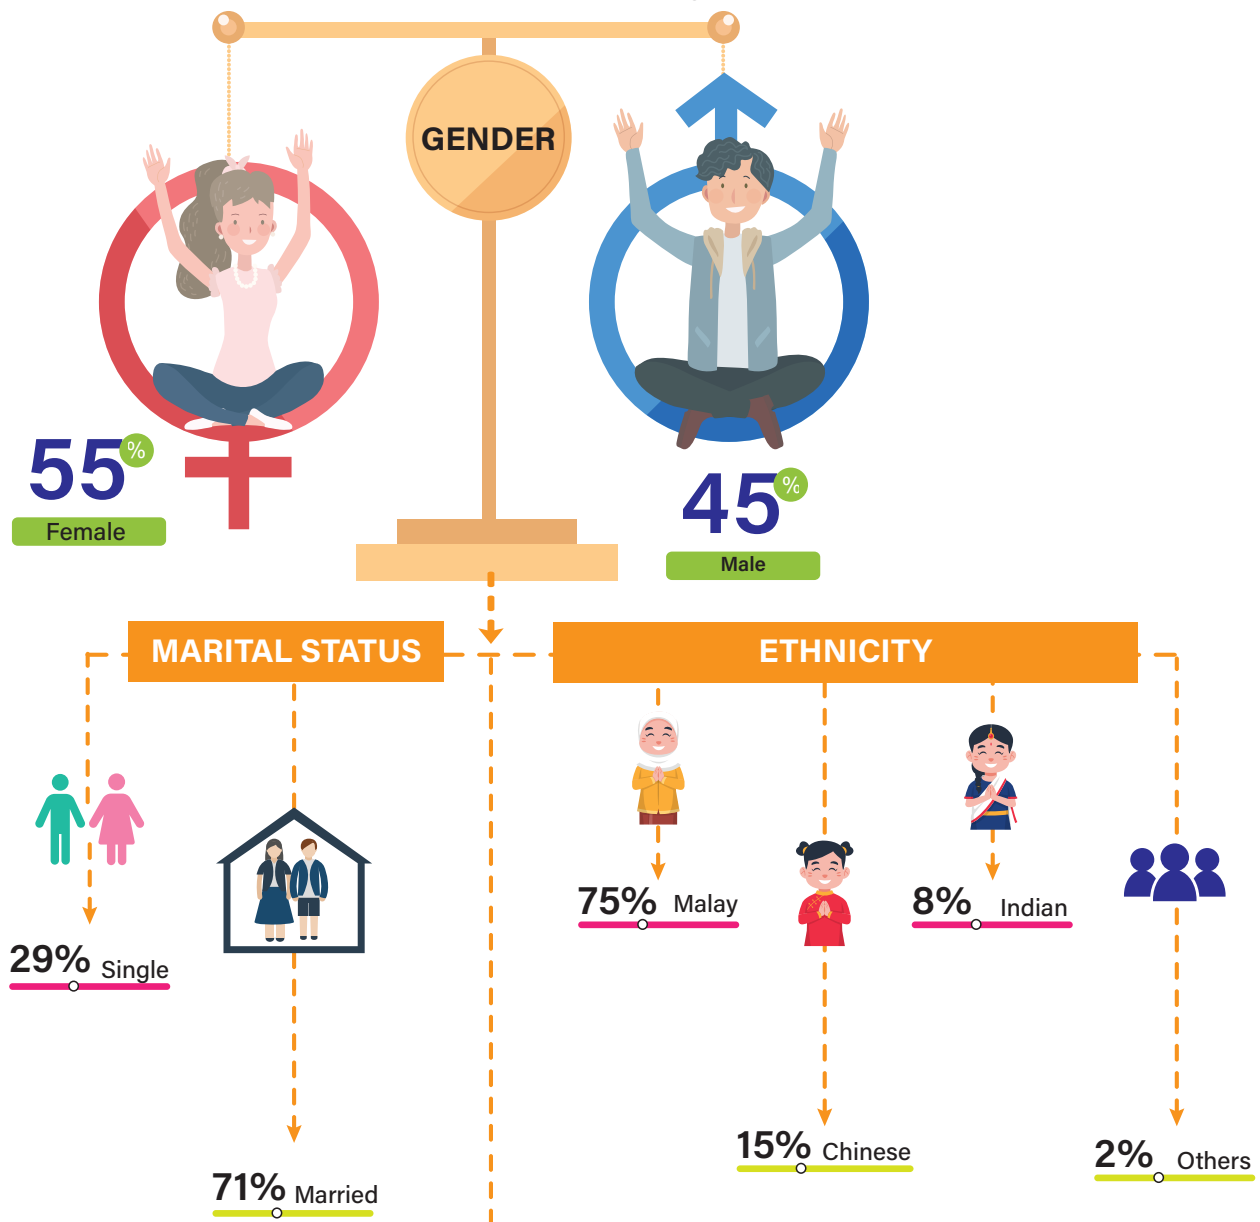 GENDER
55%
Female
45%
Male
MARITAL STATUS
ETHNICITY
29% Single
71% Married
75% Malay
15% Chinese
8% Indian
2% Others